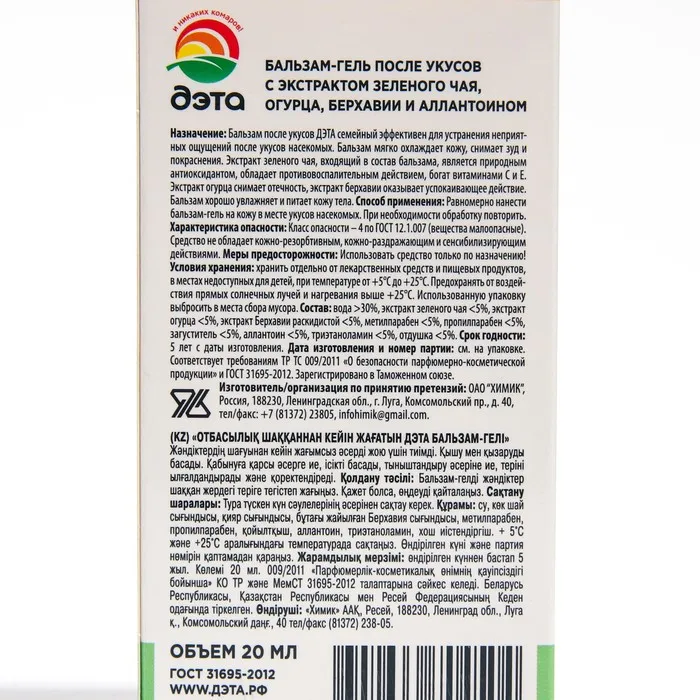 и никаких комаров!
ДЭТА
БАЛЬЗАМ-ГЕЛЬ ПОСЛЕ УКУСОВ
С ЭКСТРАКТОМ ЗЕЛЕНОГО ЧАЯ,
ОГУРЦА, БЕРХАВИИ И АЛЛАНТОИНОМ
Назначение: Бальзам после укусов ДЭТА семейный эффективен для устранения неприят-
ных ощущений после укусов насекомых. Бальзам мягко охлаждает кожу, снимает зуд и
покраснения. Экстракт зеленого чая, входящий в состав бальзама, является природным
антиоксидантом, обладает противовоспалительным действием, богат витаминами С и Е.
Экстракт огурца снимает отечность, экстракт берхавии оказывает успокаивающее действие.
Бальзам хорошо увлажняет и питает кожу тела. Способ применения: Равномерно нанести
бальзам-гель на кожу в месте укусов насекомых. При необходимости обработку повторить.
Характеристика опасности: Класс опасности – 4 по ГОСТ 12.1.007 (вещества малоопасные).
Средство не обладает кожно-резорбтивным, кожно-раздражающим и сенсибилизирующим
действиями. Меры предосторожности: Использовать средство только по назначению!
Условия хранения: хранить отдельно от лекарственных средств и пищевых продуктов,
в местах недоступных для детей, при температуре от +5°С до +25°С. Предохранять от воздей-
ствия прямых солнечных лучей и нагревания выше +25°С. Использованную упаковку
выбросить в места сбора мусора. Состав: вода >30%, экстракт зеленого чая <5%, экстракт
огурца <5%, экстракт Берхавии раскидистой <5%, метилпарабен <5%, пропилпарабен <5%,
загуститель <5%, аллантоин <5%, триэтаноламин <5%, отдушка <5%. Срок годности:
5 лет с даты изготовления. Дата изготовления и номер партии: см. на упаковке.
Соответствует требованиям ТР ТС 009/2011 «О безопасности парфюмерно-косметической
продукции» и ГОСТ 31695-2012. Зарегистрировано в Таможенном союзе.
Изготовитель/организация по принятию претензий: ОАО "ХИМИК",
Россия, 188230, Ленинградская обл., г. Луга, Комсомольский пр., д. 40,
тел/факс: +7 (81372) 23805, infohimik@gmail.com.
(KZ) «ОТБАСЫЛЫҚ ШАҚҚАННАН КЕЙІН ЖАҒАТЫН ДЭТА БАЛЬЗАМ-ГЕЛІ»
Жәндіктердің шағуынан кейін жағымсыз әсерді жою үшін тиімді. Қышу мен қызаруды
басады. Қабынуға қарсы әсерге ие, ісікті басады, тыныштандыру әсеріне ие, теріні
ылғалдандырады және қоректендіреді. Қолдану тәсілі: Бальзам-гелді жәндіктер
шаққан жердегі теріге тегістеп жағыңыз. Қажет болса, өңдеуді қайталаңыз. Сақтану
шаралары: Тура түскен күн сәулелерінің әсерінен сақтау керек. Құрамы: су, көк шай
сығындысы, қияр сығындысы, бұтағы жайылған Берхавия сығындысы, метилпарабен,
пропилпарабен, қойылтқыш, аллантоин, триэтаноламин, хош иістендіргіш. + 5°С
және +25°С аралығындағы температурада сақтаңыз. Өндірілген күні және партия
нөмірін қаптамадан қараңыз. Жарамдылық мерзімі: өндірілген күннен бастап 5
жыл. Көлемі 20 мл. 009/2011 «Парфюмерлік-косметикалық өнімнің қауіпсіздігі
бойынша» КО ТР және МемСТ 31695-2012 талаптарына сәйкес келеді. Беларусь
Республикасы, Қазақстан Республикасы мен Ресей Федерациясының Кеден
одағында тіркелген. Өндіруші: «Химик» ААҚ, Ресей, 188230, Ленинград обл., Луга
қ., Комсомольский даңғ., 40 тел/факс (81372) 238-05.
ОБЪЕМ 20 МЛ
ГОСТ 31695-2012
WWW.ДЭТА.РФ